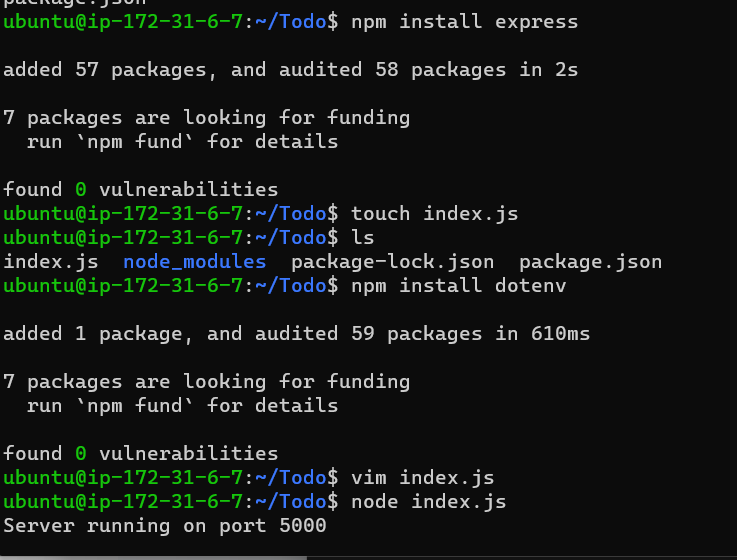 package.json
ubuntu@ip-172-31-6-7:~/Todo$ npm install express
added 57 packages, and audited 58 packages in 2s
7 packages are looking for funding
run `npm fund` for details
found 0 vulnerabilities
ubuntu@ip-172-31-6-7:~/Todo$ touch index.js
ubuntu@ip-172-31-6-7:~/Todo$ ls
index.js  node_modules  package-lock.json  package.json
ubuntu@ip-172-31-6-7:~/Todo$ npm install dotenv
added 1 package, and audited 59 packages in 610ms
7 packages are looking for funding
run `npm fund` for details
found 0 vulnerabilities
ubuntu@ip-172-31-6-7:~/Todo$ vim index.js
ubuntu@ip-172-31-6-7:~/Todo$ node index.js
Server running on port 5000